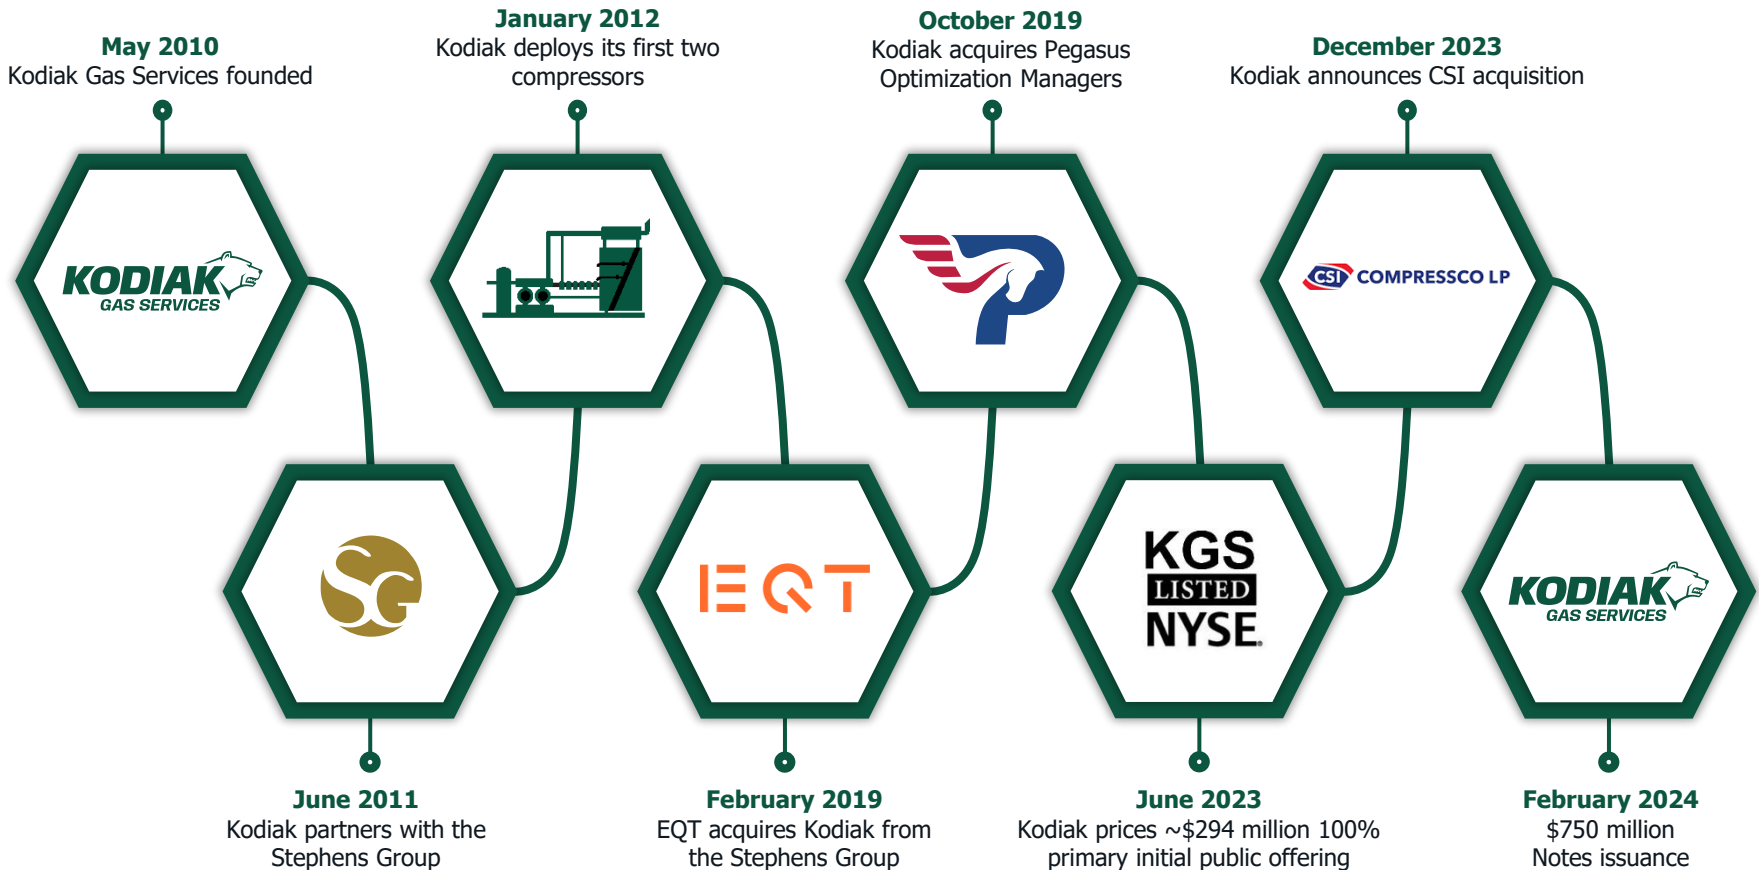 May 2010
Kodiak Gas Services founded
KODIAK
GAS SERVICES
June 2011
Kodiak partners with the
Stephens Group
SG
January 2012
Kodiak deploys its first two
compressors
February 2019
EQT acquires Kodiak from
the Stephens Group
EQT
October 2019
Kodiak acquires Pegasus
Optimization Managers
P
June 2023
Kodiak prices ~$294 million 100%
primary initial public offering
KGS
LISTED
NYSE®
December 2023
Kodiak announces CSI acquisition
CSI COMPRESSCO LP
February 2024
$750 million
Notes issuance
KODIAK
GAS SERVICES